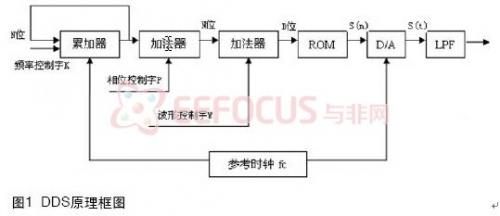 N位
累加器
加法器
N位
加法器
D位
ROM
S(n)
D/A
S(t)
LPF
频率控制字K
相位控制字P
波形控制字W
EEFOCUS
与非网
参考时钟 fc
图1 DDS原理框图